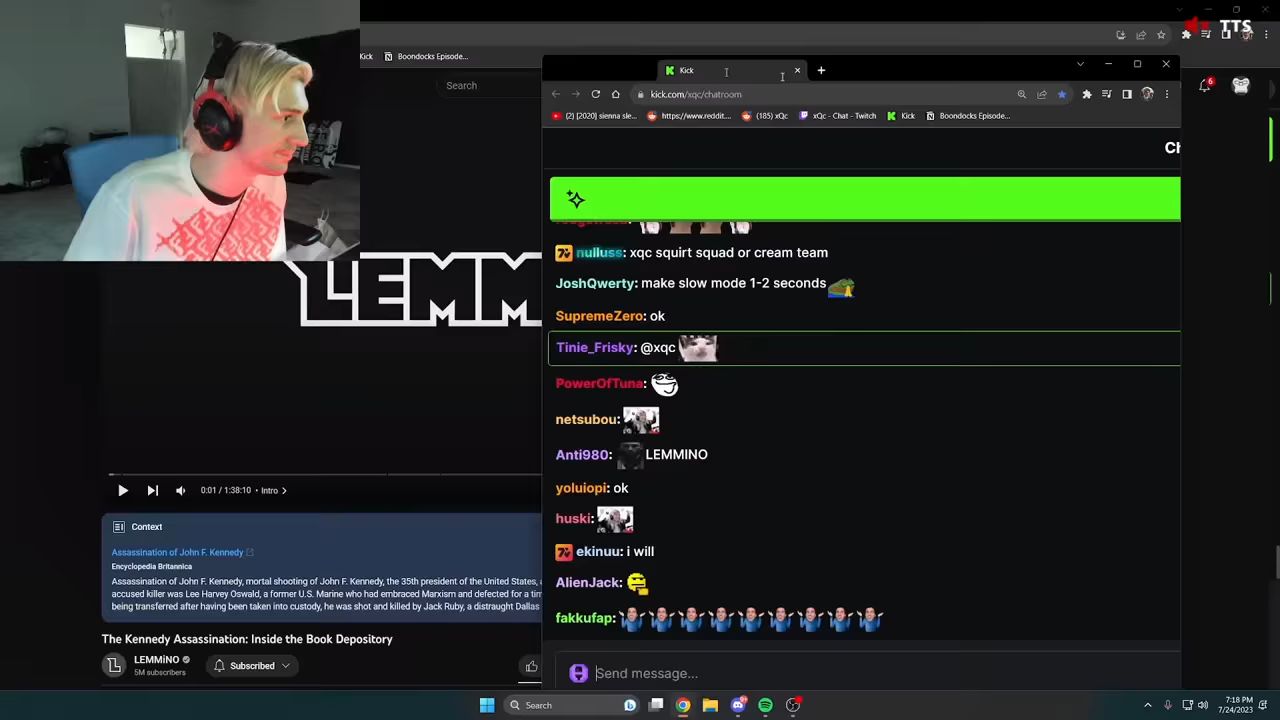 TTS
Kick
Boondocks Episode...
Search
Kick
kick.com/xqc/chatroom
6
(2) [2020] sienna sle...
https://www.reddit....
(185) xQc
xQc - Chat - Twitch
Kick
Boondocks Episode...
Ch
nulluss: xqc squirt squad or cream team
JoshQwerty: make slow mode 1-2 seconds
SupremeZero: ok
Tinie_Frisky: @xqc
PowerOfTuna:
netsubou:
Anti980: LEMMINO
yoluiopi: ok
huski:
ekinuu: i will
AlienJack:
fakkufap:
Send message...
LEMM
0:01 / 1:38:10 • Intro
Context
Assassination of John F. Kennedy
Encyclopedia Britannica
Assassination of John F. Kennedy, mortal shooting of John F. Kennedy, the 35th president of the United States, a
accused killer was Lee Harvey Oswald, a former U.S. Marine who had embraced Marxism and defected for a tim
being transferred after having been taken into custody, he was shot and killed by Jack Ruby, a distraught Dallas
The Kennedy Assassination: Inside the Book Depository
LEMMiNO
5M subscribers
Subscribed
Search
7:18 PM
7/24/2023